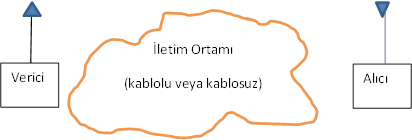 İletim Ortamı
Verici
(kablolu veya kablosuz)
Alıcı